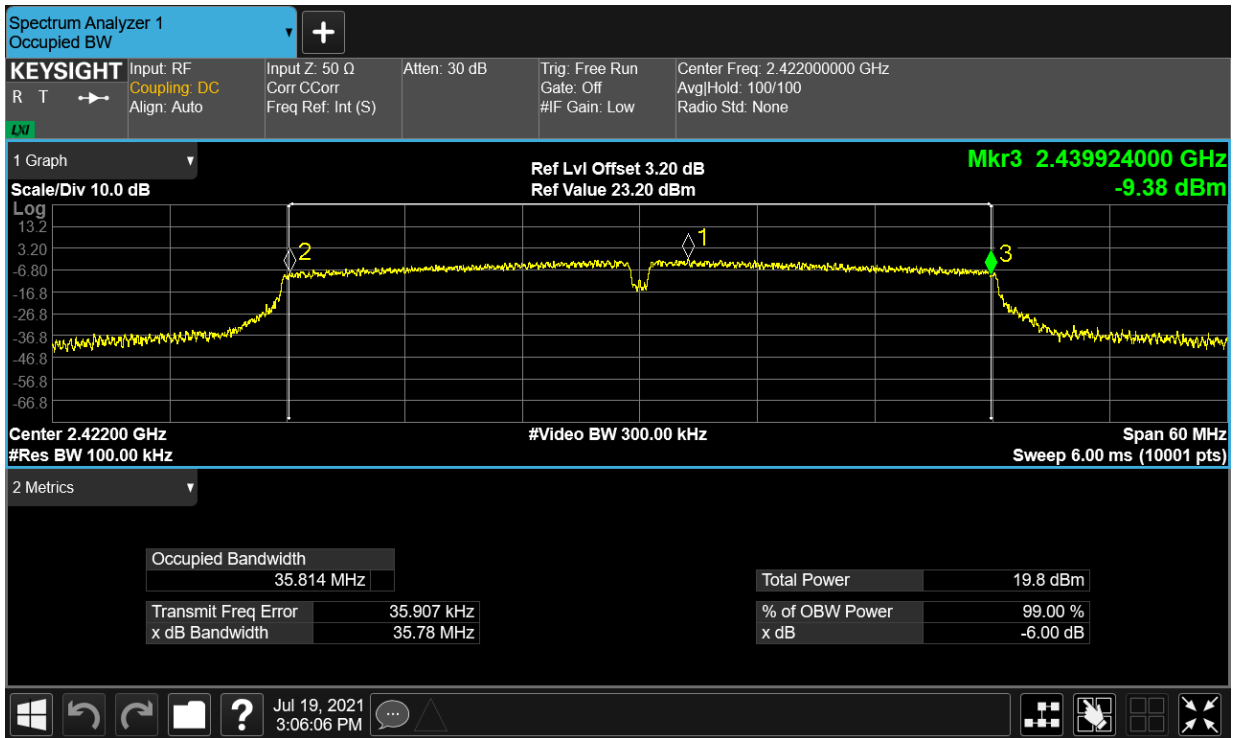 Spectrum Analyzer 1
Occupied BW
+
KEYSIGHT
R T
LXI
Input: RF
Coupling: DC
Align: Auto
Input Z: 50 Ω
Corr CCorr
Freq Ref: Int (S)
Atten: 30 dB
Trig: Free Run
Gate: Off
#IF Gain: Low
Center Freq: 2.422000000 GHz
Avg|Hold: 100/100
Radio Std: None
1 Graph
Ref Lvl Offset 3.20 dB
Mkr3 2.439924000 GHz
Scale/Div 10.0 dB
Ref Value 23.20 dBm
-9.38 dBm
Log
13.2
3.20
-6.80
-16.8
-26.8
-36.8
-46.8
-56.8
-66.8
2
1
3
Center 2.42200 GHz
#Video BW 300.00 kHz
Span 60 MHz
#Res BW 100.00 kHz
Sweep 6.00 ms (10001 pts)
2 Metrics
Occupied Bandwidth
35.814 MHz
Total Power 19.8 dBm
Transmit Freq Error 35.907 kHz
% of OBW Power 99.00 %
x dB Bandwidth 35.78 MHz
x dB -6.00 dB
?
Jul 19, 2021
3:06:06 PM